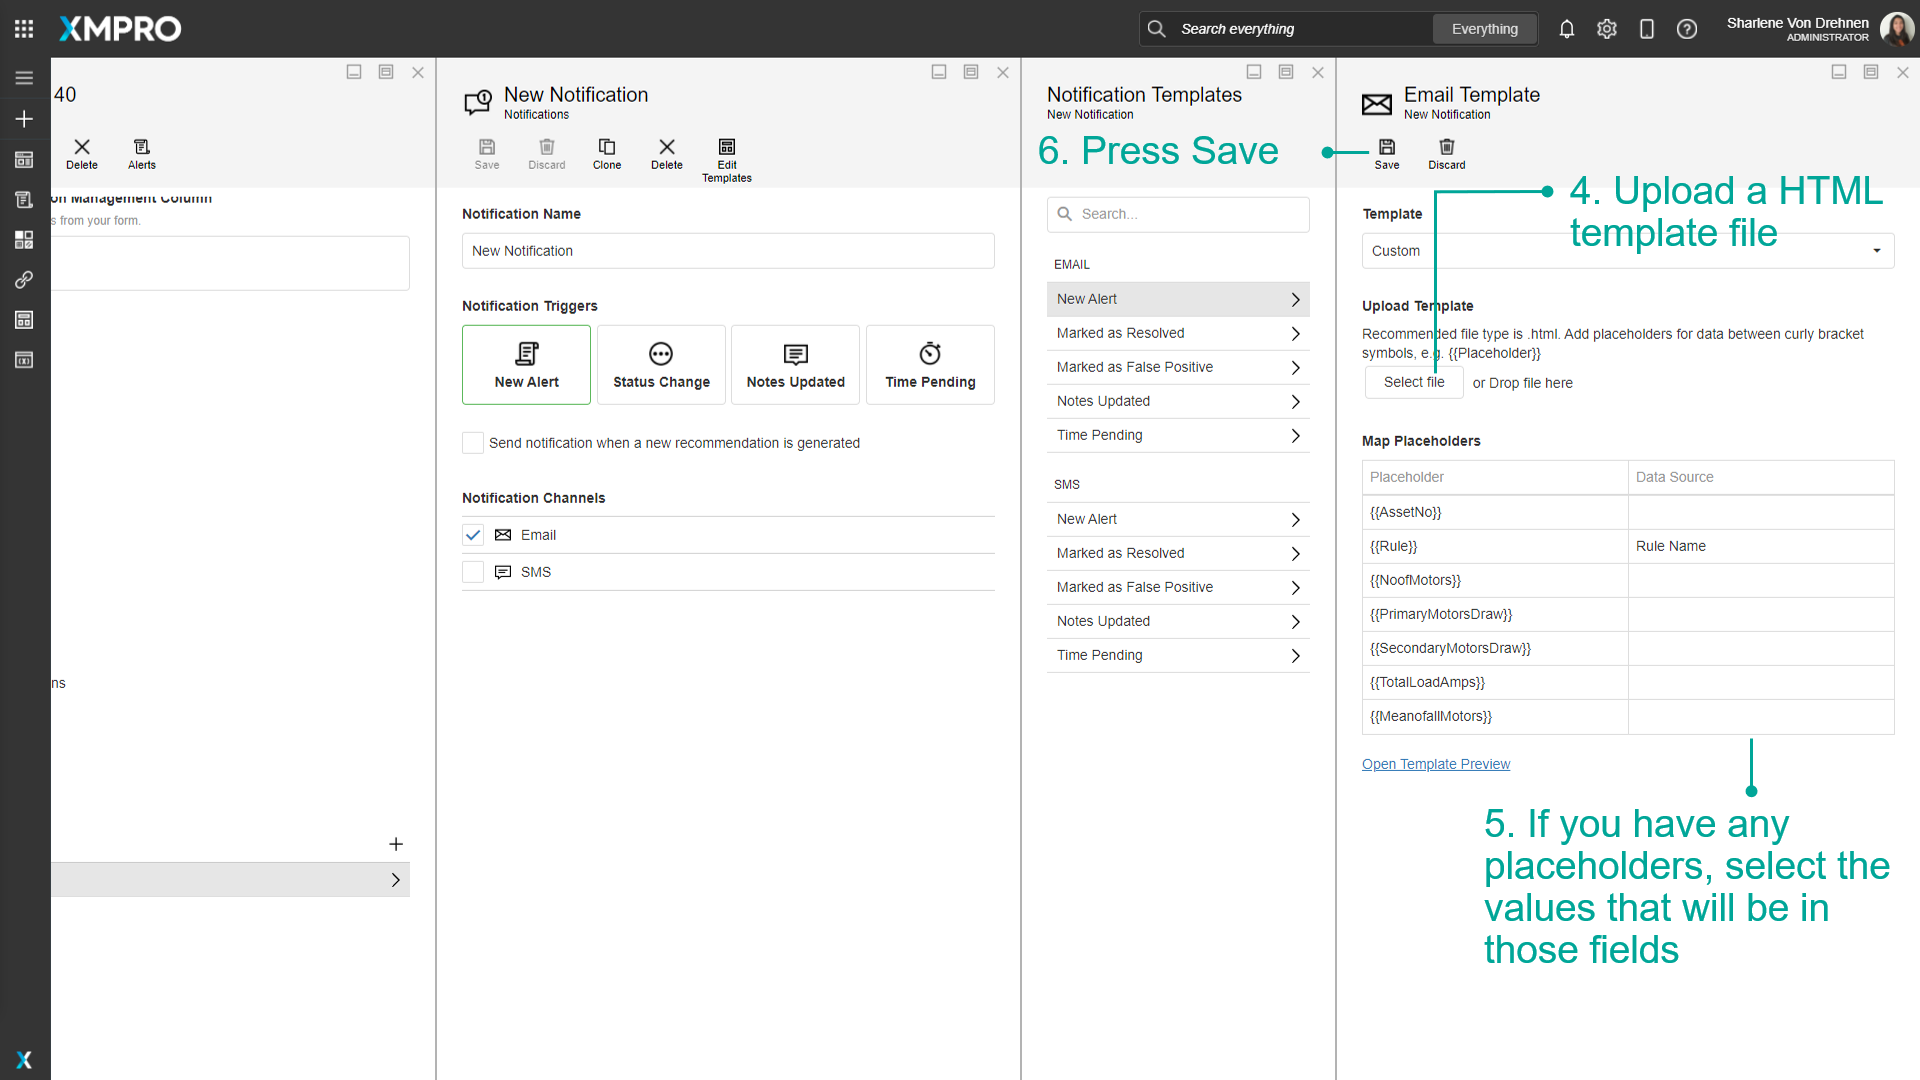 XMPRO
Search everything
Everything
Sharlene Von Drehnen
ADMINISTRATOR
40
Delete
Alerts
on Management Column
s from your form.
ns
New Notification
Notifications
Save
Discard
Clone
Delete
Edit
Templates
Notification Name
New Notification
Notification Triggers
New Alert
Status Change
Notes Updated
Time Pending
Send notification when a new recommendation is generated
Notification Channels
Email
SMS
Notification Templates
New Notification
6. Press Save
Search...
EMAIL
New Alert
Marked as Resolved
Marked as False Positive
Notes Updated
Time Pending
SMS
New Alert
Marked as Resolved
Marked as False Positive
Notes Updated
Time Pending
Email Template
New Notification
Save
Discard
4. Upload a HTML
template file
Template
Custom
Upload Template
Recommended file type is .html. Add placeholders for data between curly bracket
symbols, e.g. {{Placeholder}}
Select file
or Drop file here
Map Placeholders
Placeholder
Data Source
{{AssetNo}}
{{Rule}}
Rule Name
{{NoofMotors}}
{{PrimaryMotorsDraw}}
{{SecondaryMotorsDraw}}
{{TotalLoadAmps}}
{{MeanofallMotors}}
Open Template Preview
5. If you have any
placeholders, select the
values that will be in
those fields